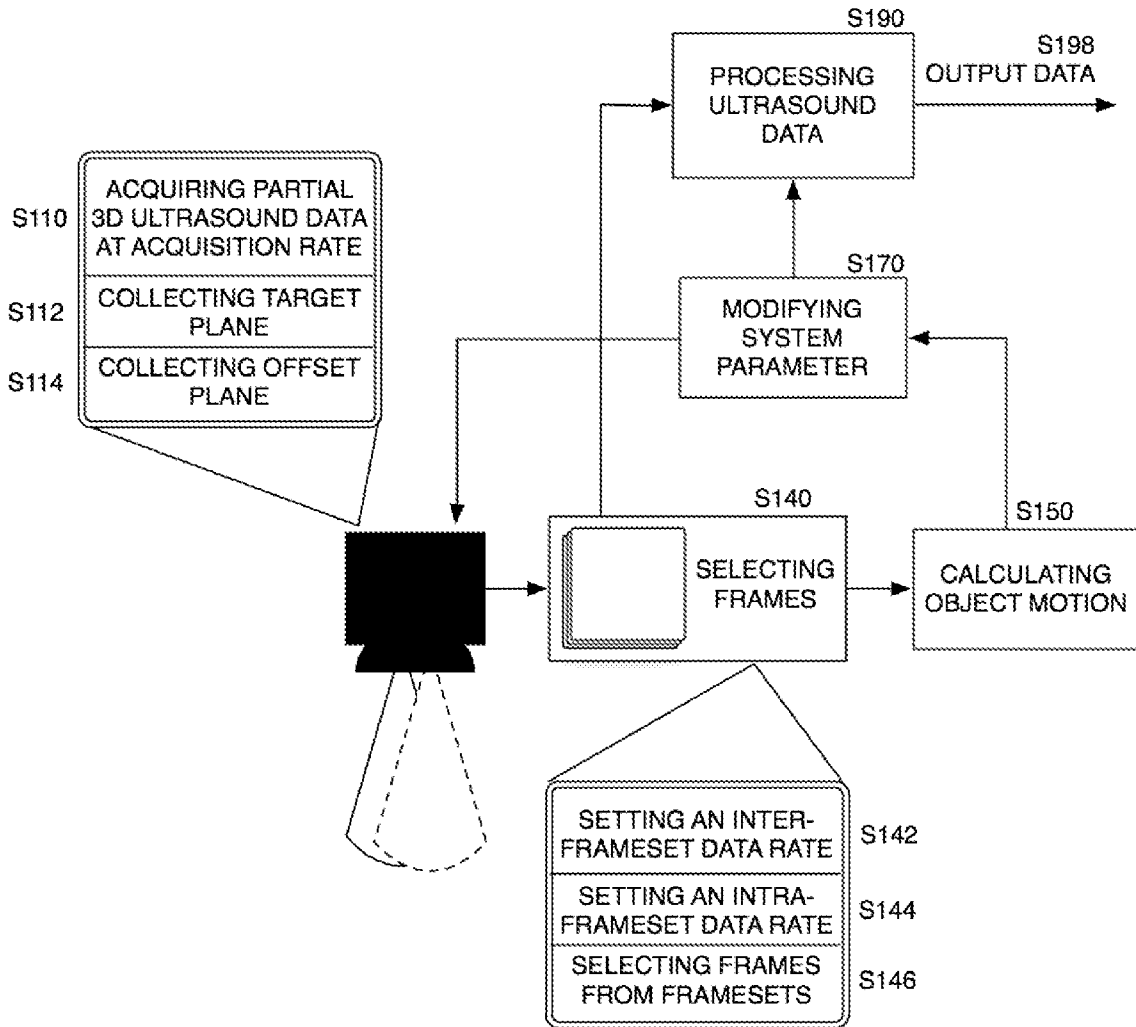 S190
PROCESSING
ULTRASOUND
DATA
S198
OUTPUT DATA
S110
ACQUIRING PARTIAL
3D ULTRASOUND DATA
AT ACQUISITION RATE
S112
COLLECTING TARGET
PLANE
S114
COLLECTING OFFSET
PLANE
S170
MODIFYING
SYSTEM
PARAMETER
S140
SELECTING
FRAMES
S150
CALCULATING
OBJECT MOTION
SETTING AN INTER-
FRAMESET DATA RATE
S142
SETTING AN INTRA-
FRAMESET DATA RATE
S144
SELECTING FRAMES
FROM FRAMESETS
S146